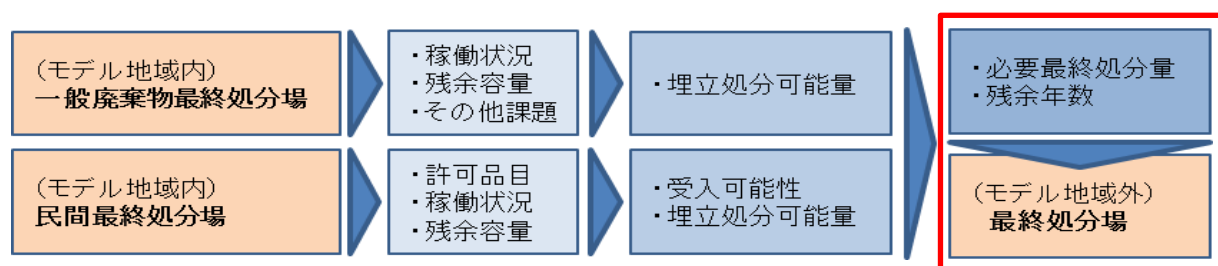 （モデル地域内）
一般廃棄物最終処分場
・稼働状況
・残余容量
・その他課題
・埋立処分可能量
（モデル地域内）
民間最終処分場
・許可品目
・稼働状況
・残余容量
・受入可能性
・埋立処分可能量
・必要最終処分量
・残余年数
（モデル地域外）
最終処分場